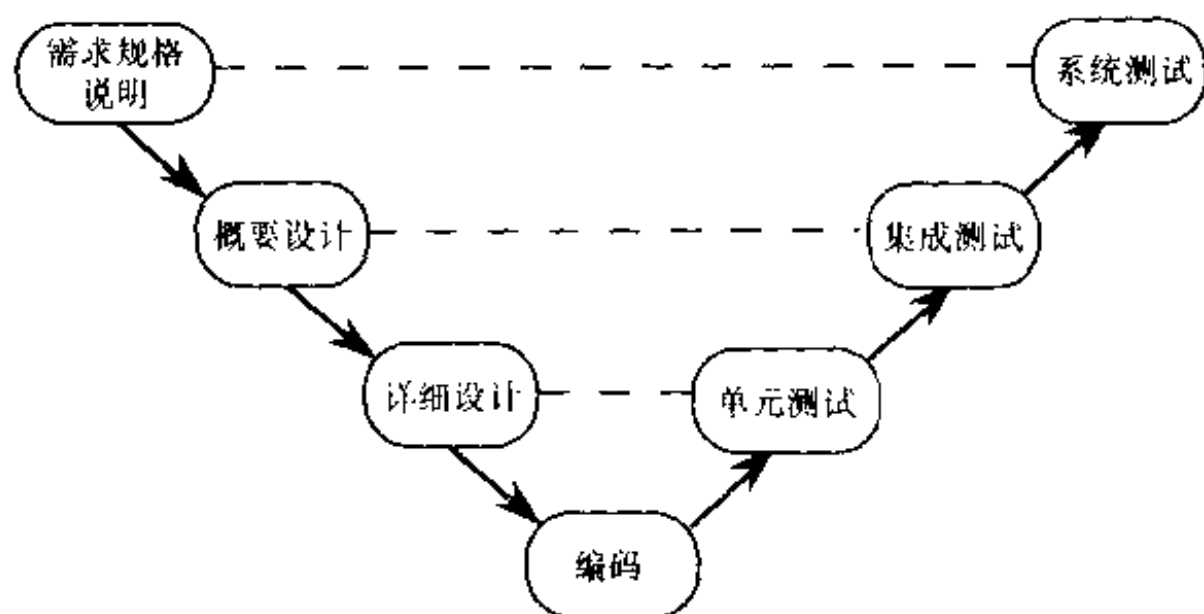 需求规格
说明
系统测试
概要设计
集成测试
详细设计
单元测试
编码